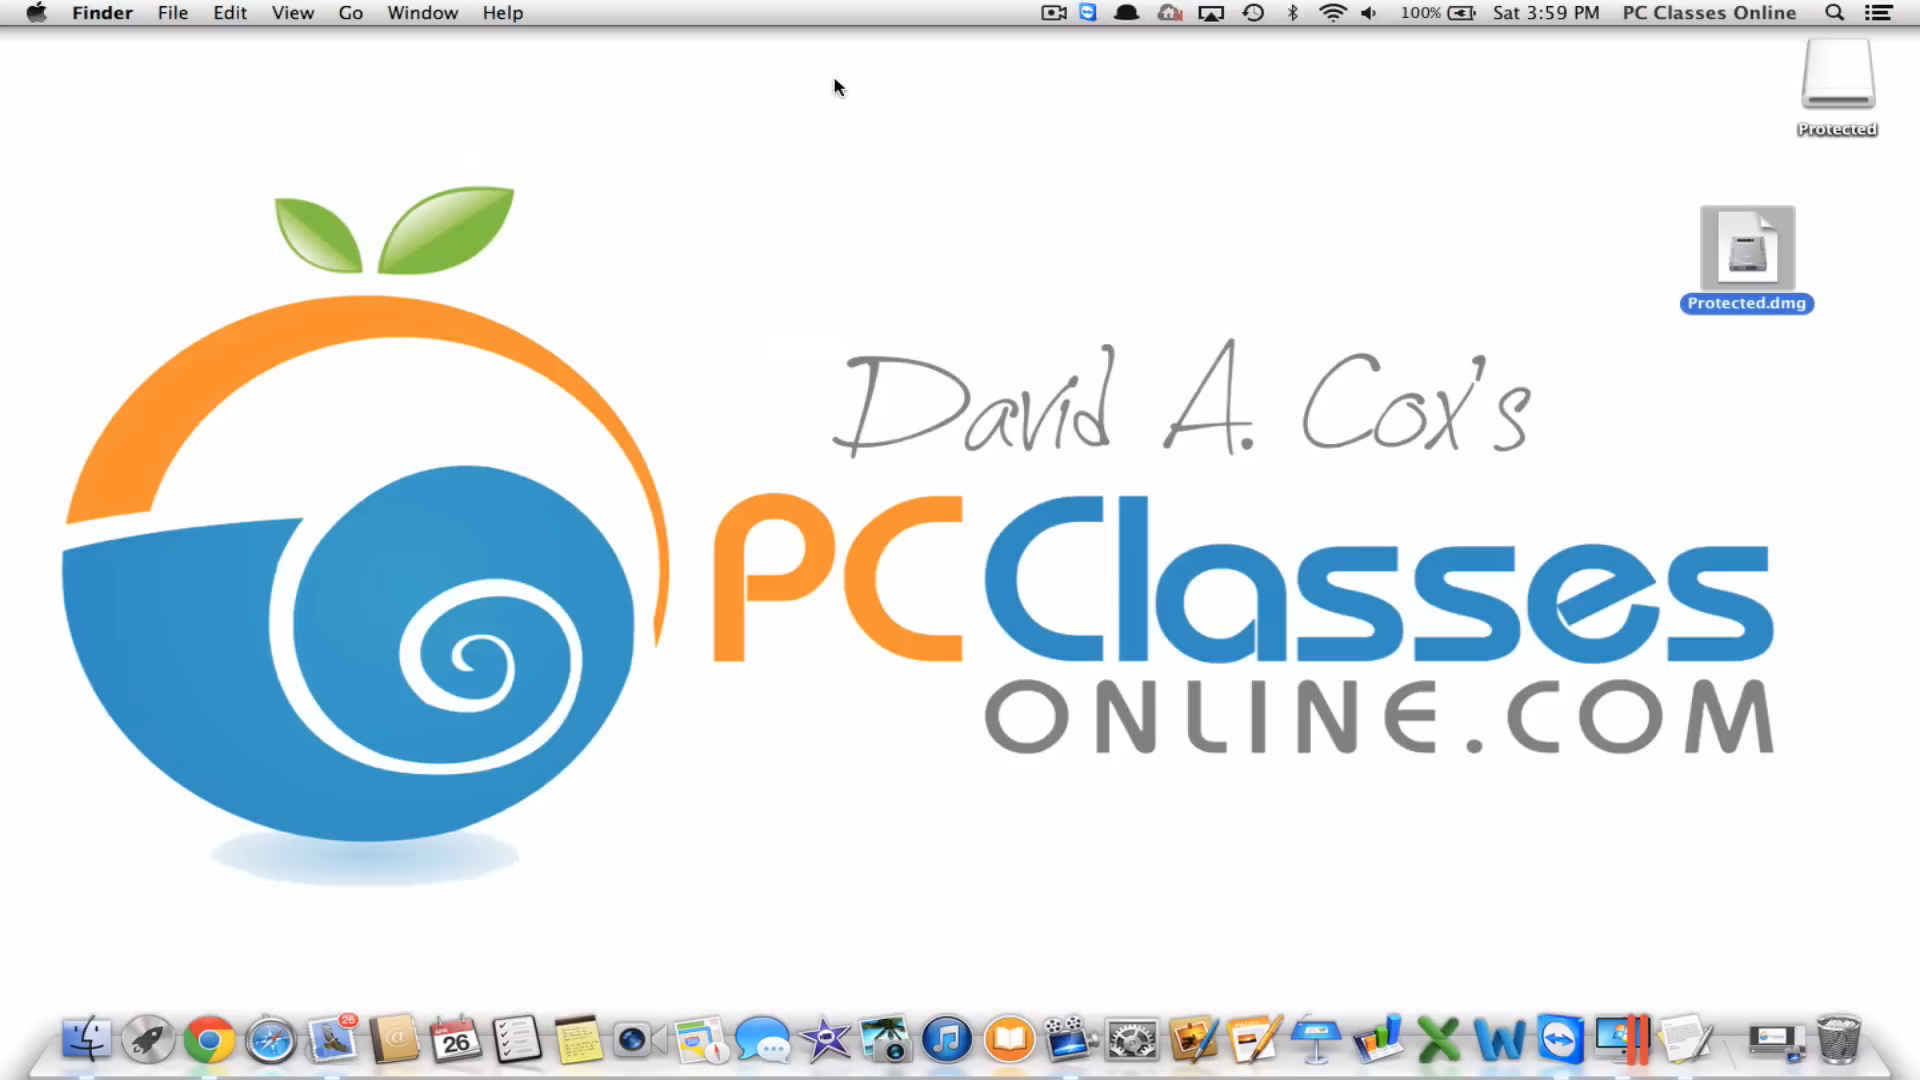 Finder File Edit View Go Window Help 100% Sat 3:59 PM PC Classes Online
Protected
Protected.dmg
David A. Cox's
PCClasses
ONLINE.COM
26
26